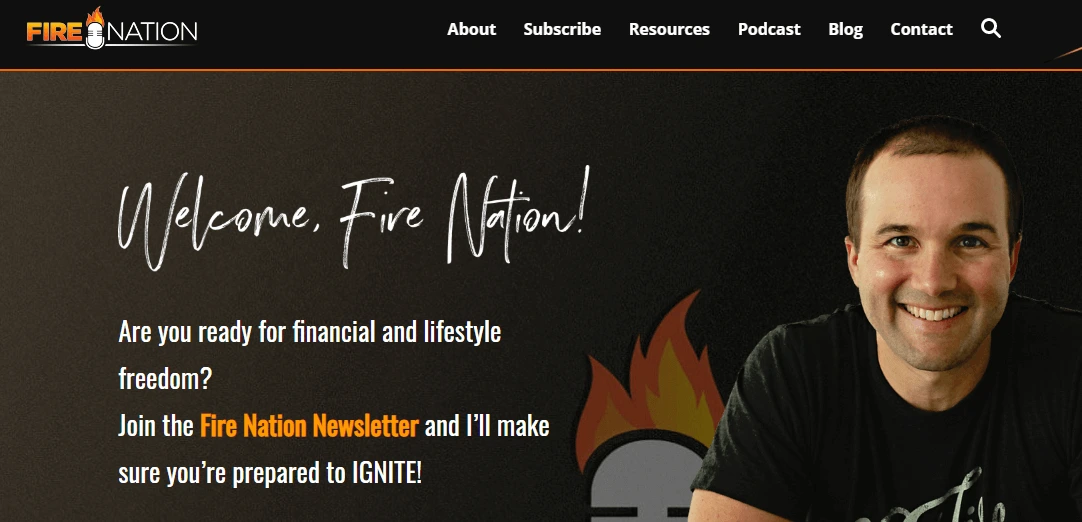 FIRE NATION
About Subscribe Resources Podcast Blog Contact
Welcome, Fire Nation!
Are you ready for financial and lifestyle
freedom?
Join the Fire Nation Newsletter and I’ll make
sure you’re prepared to IGNITE!